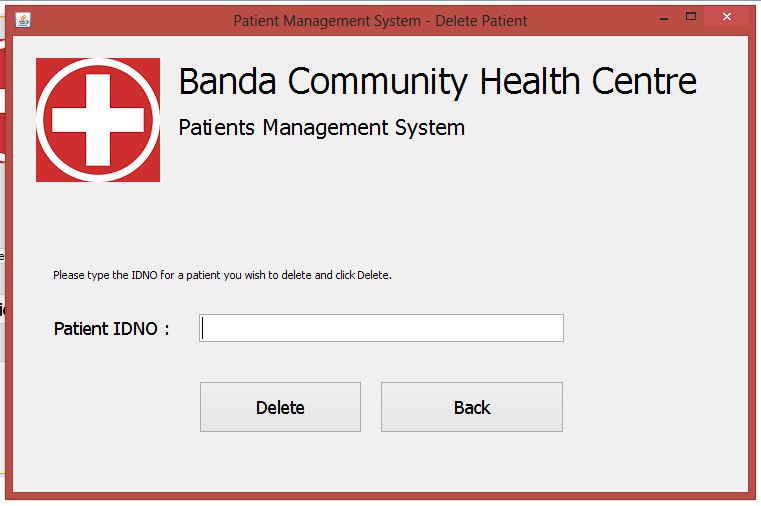 Patient Management System - Delete Patient
Banda Community Health Centre
Patients Management System
Please type the IDNO for a patient you wish to delete and click Delete.
Patient IDNO :
Delete Back